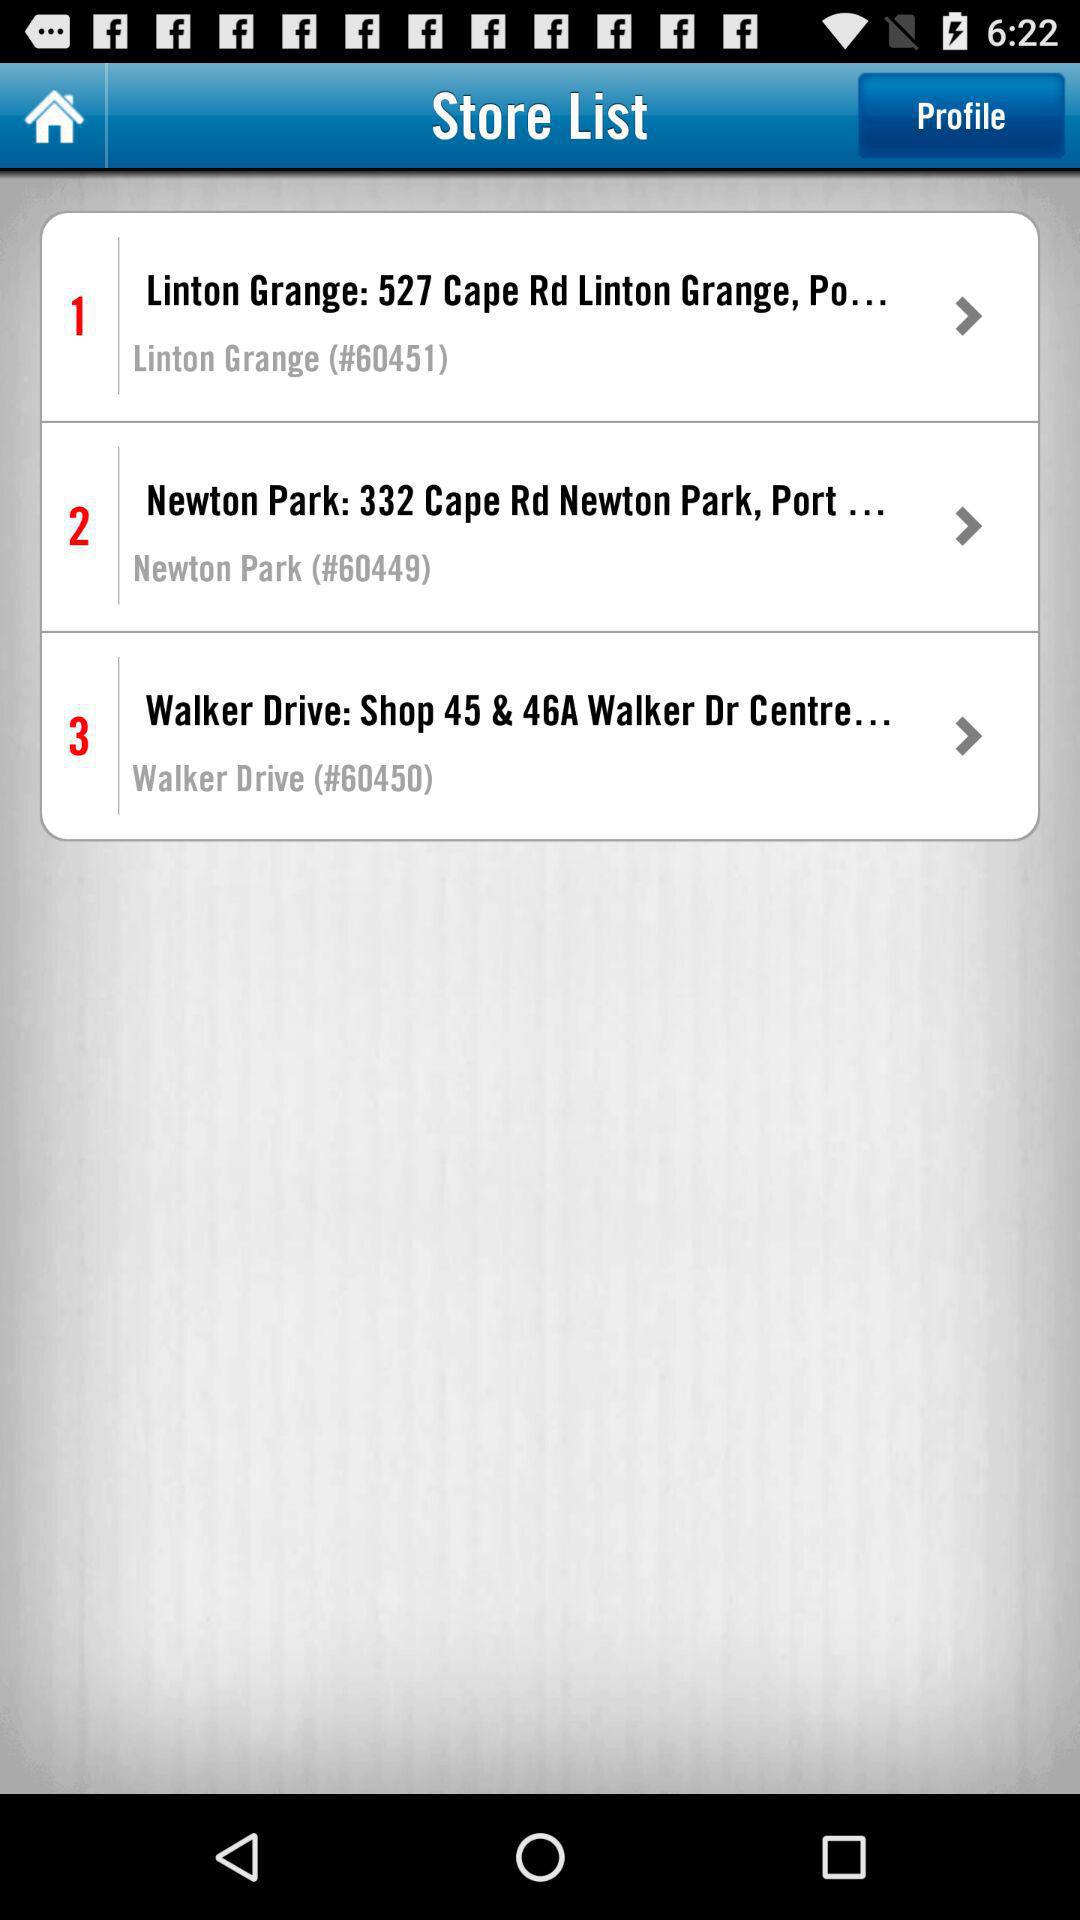 6:22
Store List
Profile
1
Linton Grange: 527 Cape Rd Linton Grange, Po...
Linton Grange (#60451)
2
Newton Park: 332 Cape Rd Newton Park, Port ...
Newton Park (#60449)
3
Walker Drive: Shop 45 & 46A Walker Dr Centre...
Walker Drive (#60450)